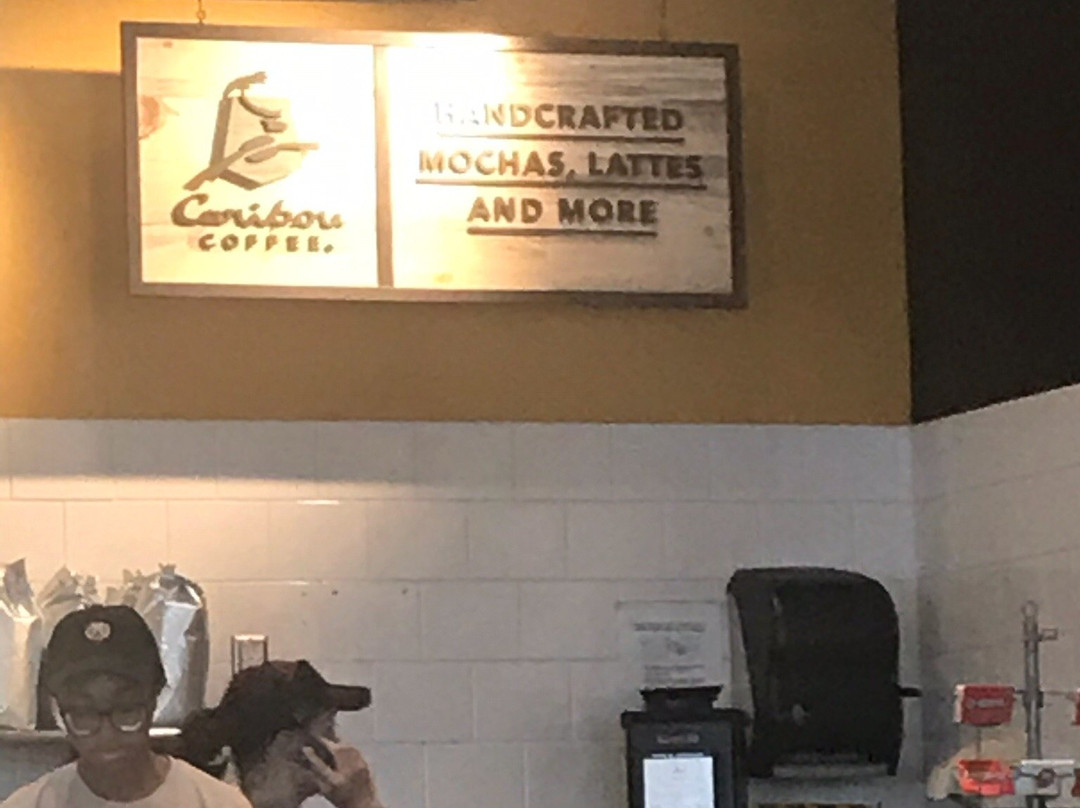 Caribou
COFFEE.
HANDCRAFTED
MOCHAS, LATTES
AND MORE